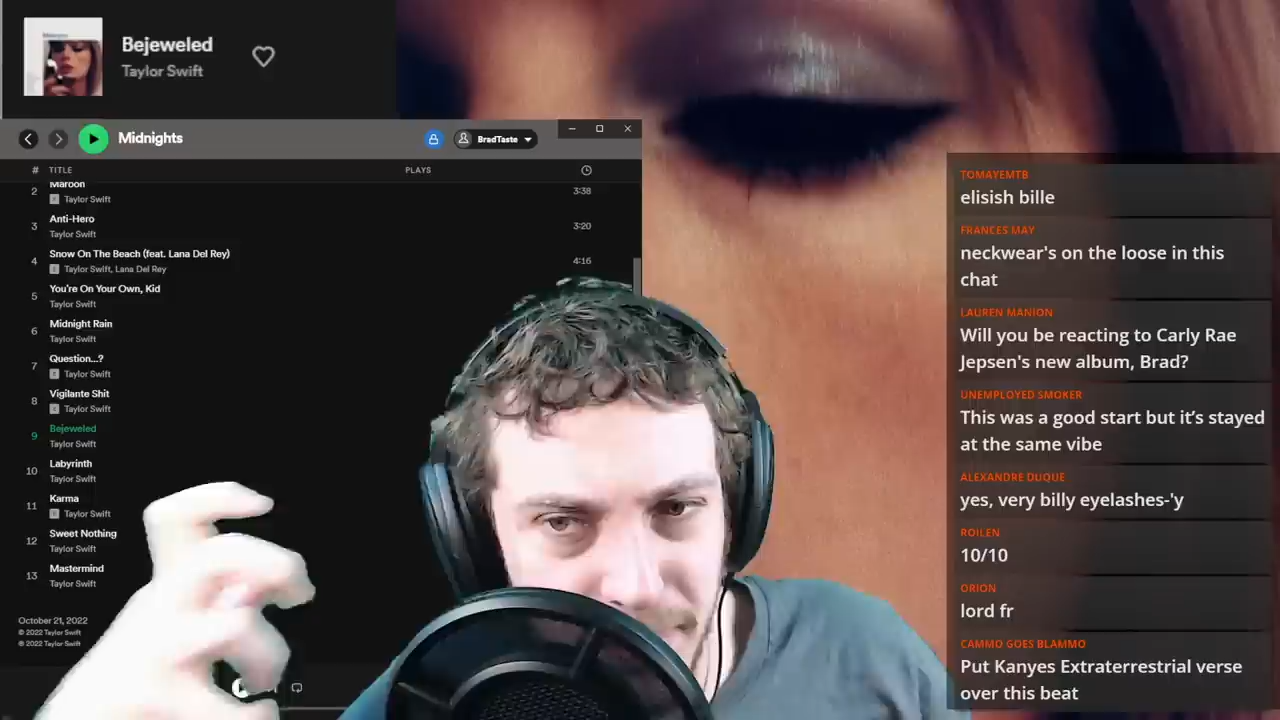 Bejeweled
Taylor Swift
Midnights
BradTaste
# TITLE PLAYS
2 Maroon 3:38
E Taylor Swift
3 Anti-Hero 3:20
Taylor Swift
4 Snow On The Beach (feat. Lana Del Rey) 4:16
E Taylor Swift, Lana Del Rey
5 You're On Your Own, Kid
Taylor Swift
6 Midnight Rain
Taylor Swift
7 Question...?
E Taylor Swift
8 Vigilante Shit
E Taylor Swift
9 Bejeweled
Taylor Swift
10 Labyrinth
Taylor Swift
11 Karma
E Taylor Swift
12 Sweet Nothing
Taylor Swift
13 Mastermind
Taylor Swift
October 21, 2022
© 2022 Taylor Swift
℗ 2022 Taylor Swift
TOMAYEMTB
elisish bille
FRANCES MAY
neckwear's on the loose in this
chat
LAUREN MANION
Will you be reacting to Carly Rae
Jepsen's new album, Brad?
UNEMPLOYED SMOKER
This was a good start but it’s stayed
at the same vibe
ALEXANDRE DUQUE
yes, very billy eyelashes-'y
ROILEN
10/10
ORION
lord fr
CAMMO GOES BLAMMO
Put Kanyes Extraterrestrial verse
over this beat